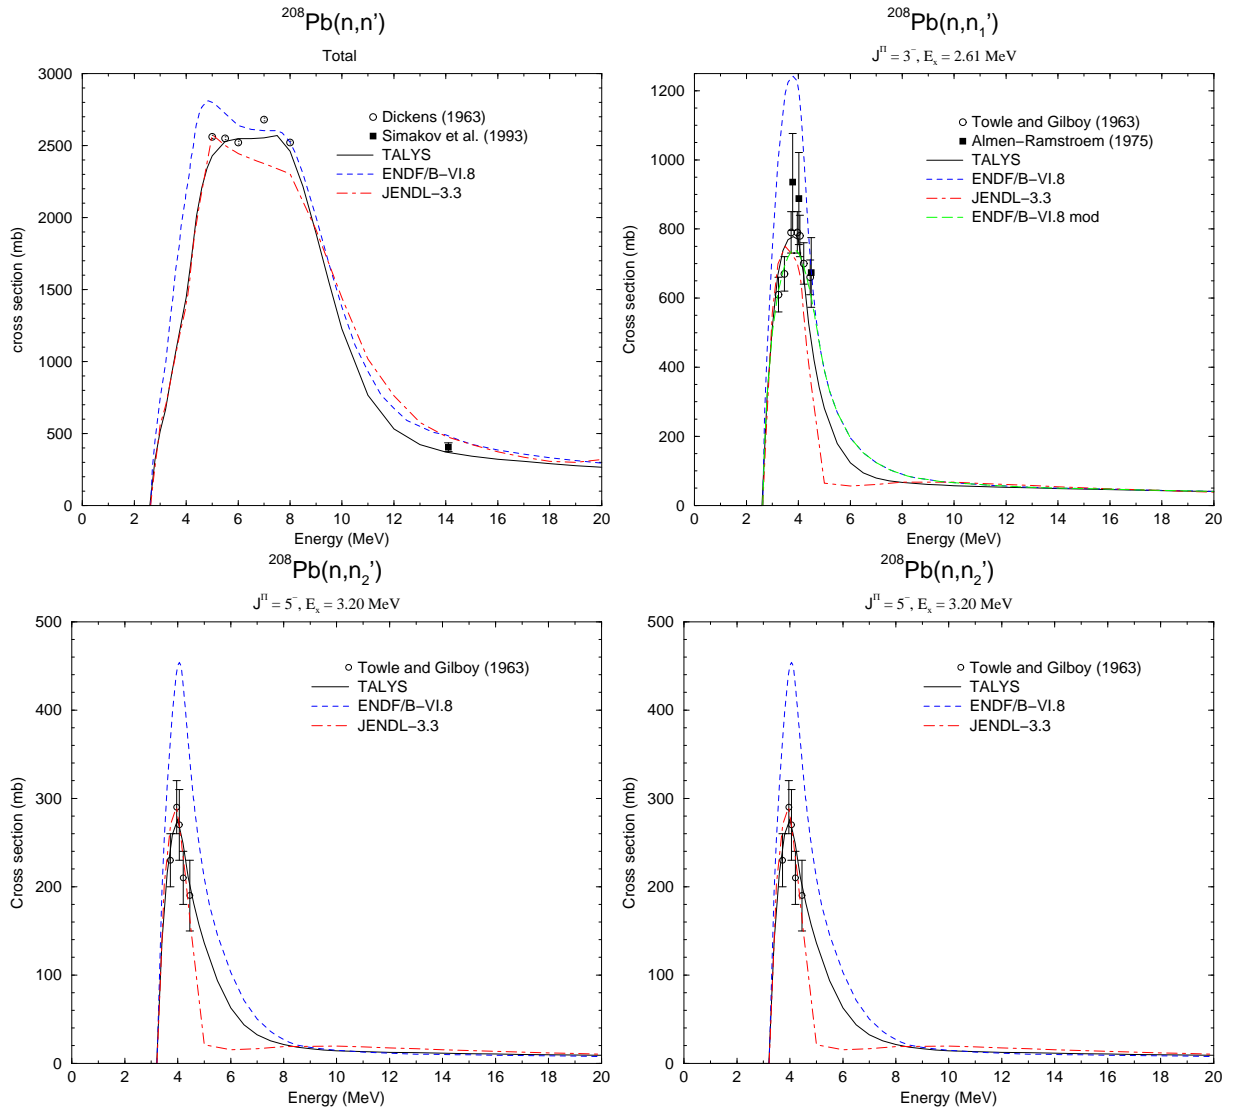 ²⁰⁸Pb(n,n’)
Total
3000
2500
2000
1500
1000
500
0
cross section (mb)
Dickens (1963)
Simakov et al. (1993)
TALYS
ENDF/B−VI.8
JENDL−3.3
0 2 4 6 8 10 12 14 16 18 20
Energy (MeV)
²⁰⁸Pb(n,n₁’)
J^Π = 3⁻, Eₓ = 2.61 MeV
1200
1000
800
600
400
200
0
Cross section (mb)
Towle and Gilboy (1963)
Almen−Ramstroem (1975)
TALYS
ENDF/B−VI.8
JENDL−3.3
ENDF/B−VI.8 mod
0 2 4 6 8 10 12 14 16 18 20
Energy (MeV)
²⁰⁸Pb(n,n₂’)
J^Π = 5⁻, Eₓ = 3.20 MeV
500
400
300
200
100
0
Cross section (mb)
Towle and Gilboy (1963)
TALYS
ENDF/B−VI.8
JENDL−3.3
0 2 4 6 8 10 12 14 16 18 20
Energy (MeV)
²⁰⁸Pb(n,n₂’)
J^Π = 5⁻, Eₓ = 3.20 MeV
500
400
300
200
100
0
Cross section (mb)
Towle and Gilboy (1963)
TALYS
ENDF/B−VI.8
JENDL−3.3
0 2 4 6 8 10 12 14 16 18 20
Energy (MeV)